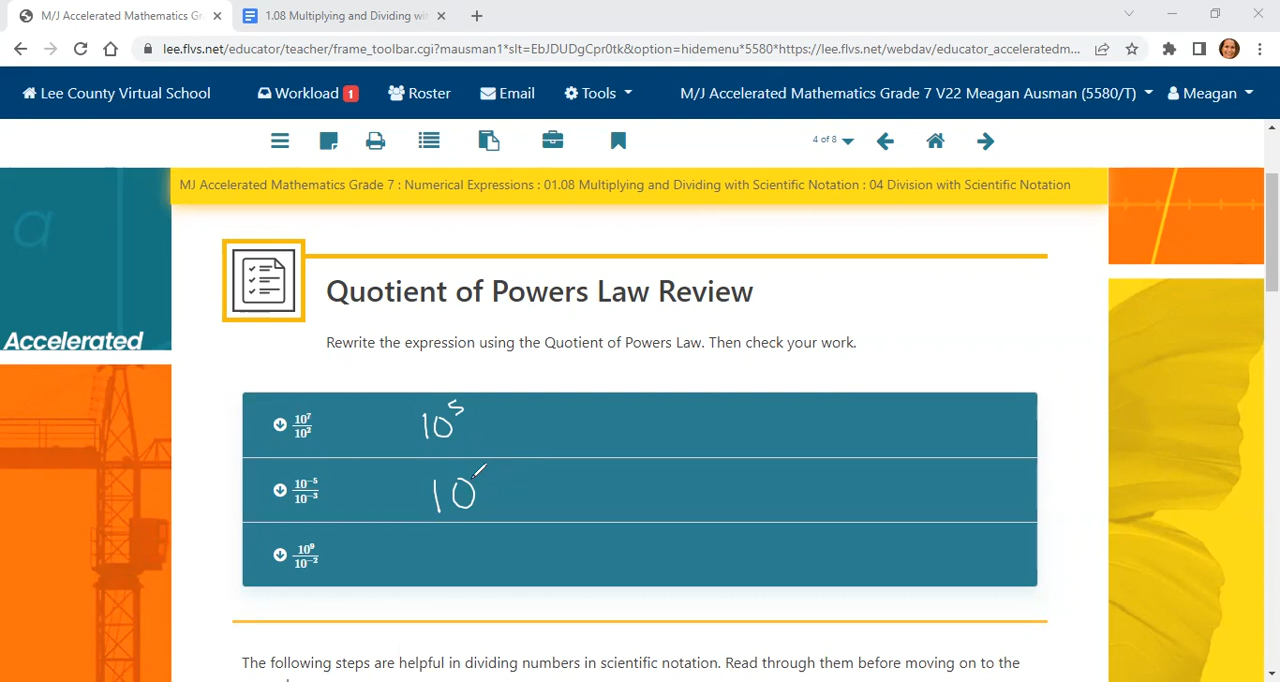 M/J Accelerated Mathematics Gr
1.08 Multiplying and Dividing wit
lee.flvs.net/educator/teacher/frame_toolbar.cgi?mausman1*slt=EbJDUDgCpr0tk&option=hidemenu*5580*https://lee.flvs.net/webdav/educator_acceleratedm...
Lee County Virtual School Workload 1 Roster Email Tools M/J Accelerated Mathematics Grade 7 V22 Meagan Ausman (5580/T) Meagan
4 of 8
MJ Accelerated Mathematics Grade 7 : Numerical Expressions : 01.08 Multiplying and Dividing with Scientific Notation : 04 Division with Scientific Notation
a
Accelerated
Quotient of Powers Law Review
Rewrite the expression using the Quotient of Powers Law. Then check your work.
10⁷/10² 10⁵
10⁻⁵/10⁻³ 10
10⁹/10⁻²
The following steps are helpful in dividing numbers in scientific notation. Read through them before moving on to the